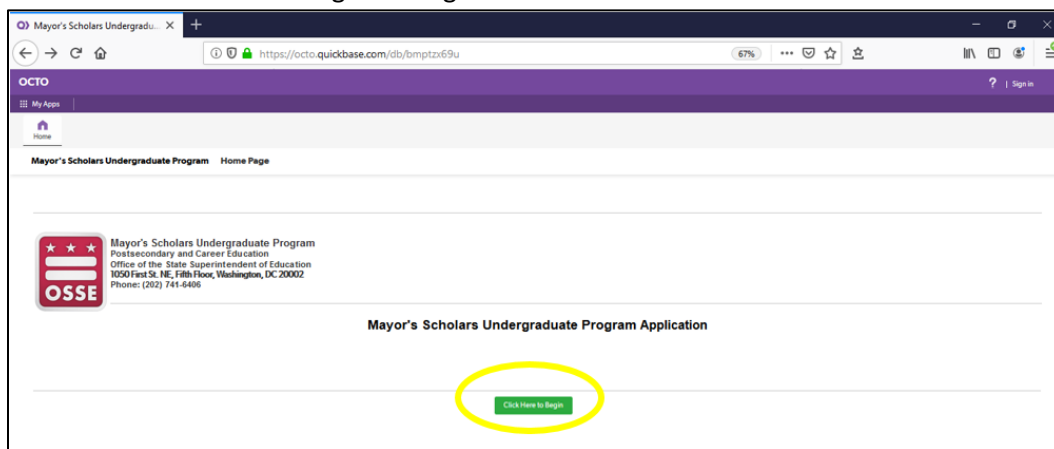 Mayor's Scholars Undergradu...
https://octo.quickbase.com/db/bmptzx69u 67%
OCTO ? | Sign in
My Apps
Home
Mayor's Scholars Undergraduate Program Home Page
Mayor's Scholars Undergraduate Program
Postsecondary and Career Education
Office of the State Superintendent of Education
1050 First St. NE, Fifth Floor, Washington, DC 20002
Phone: (202) 741-6406
OSSE
Mayor's Scholars Undergraduate Program Application
Click Here to Begin